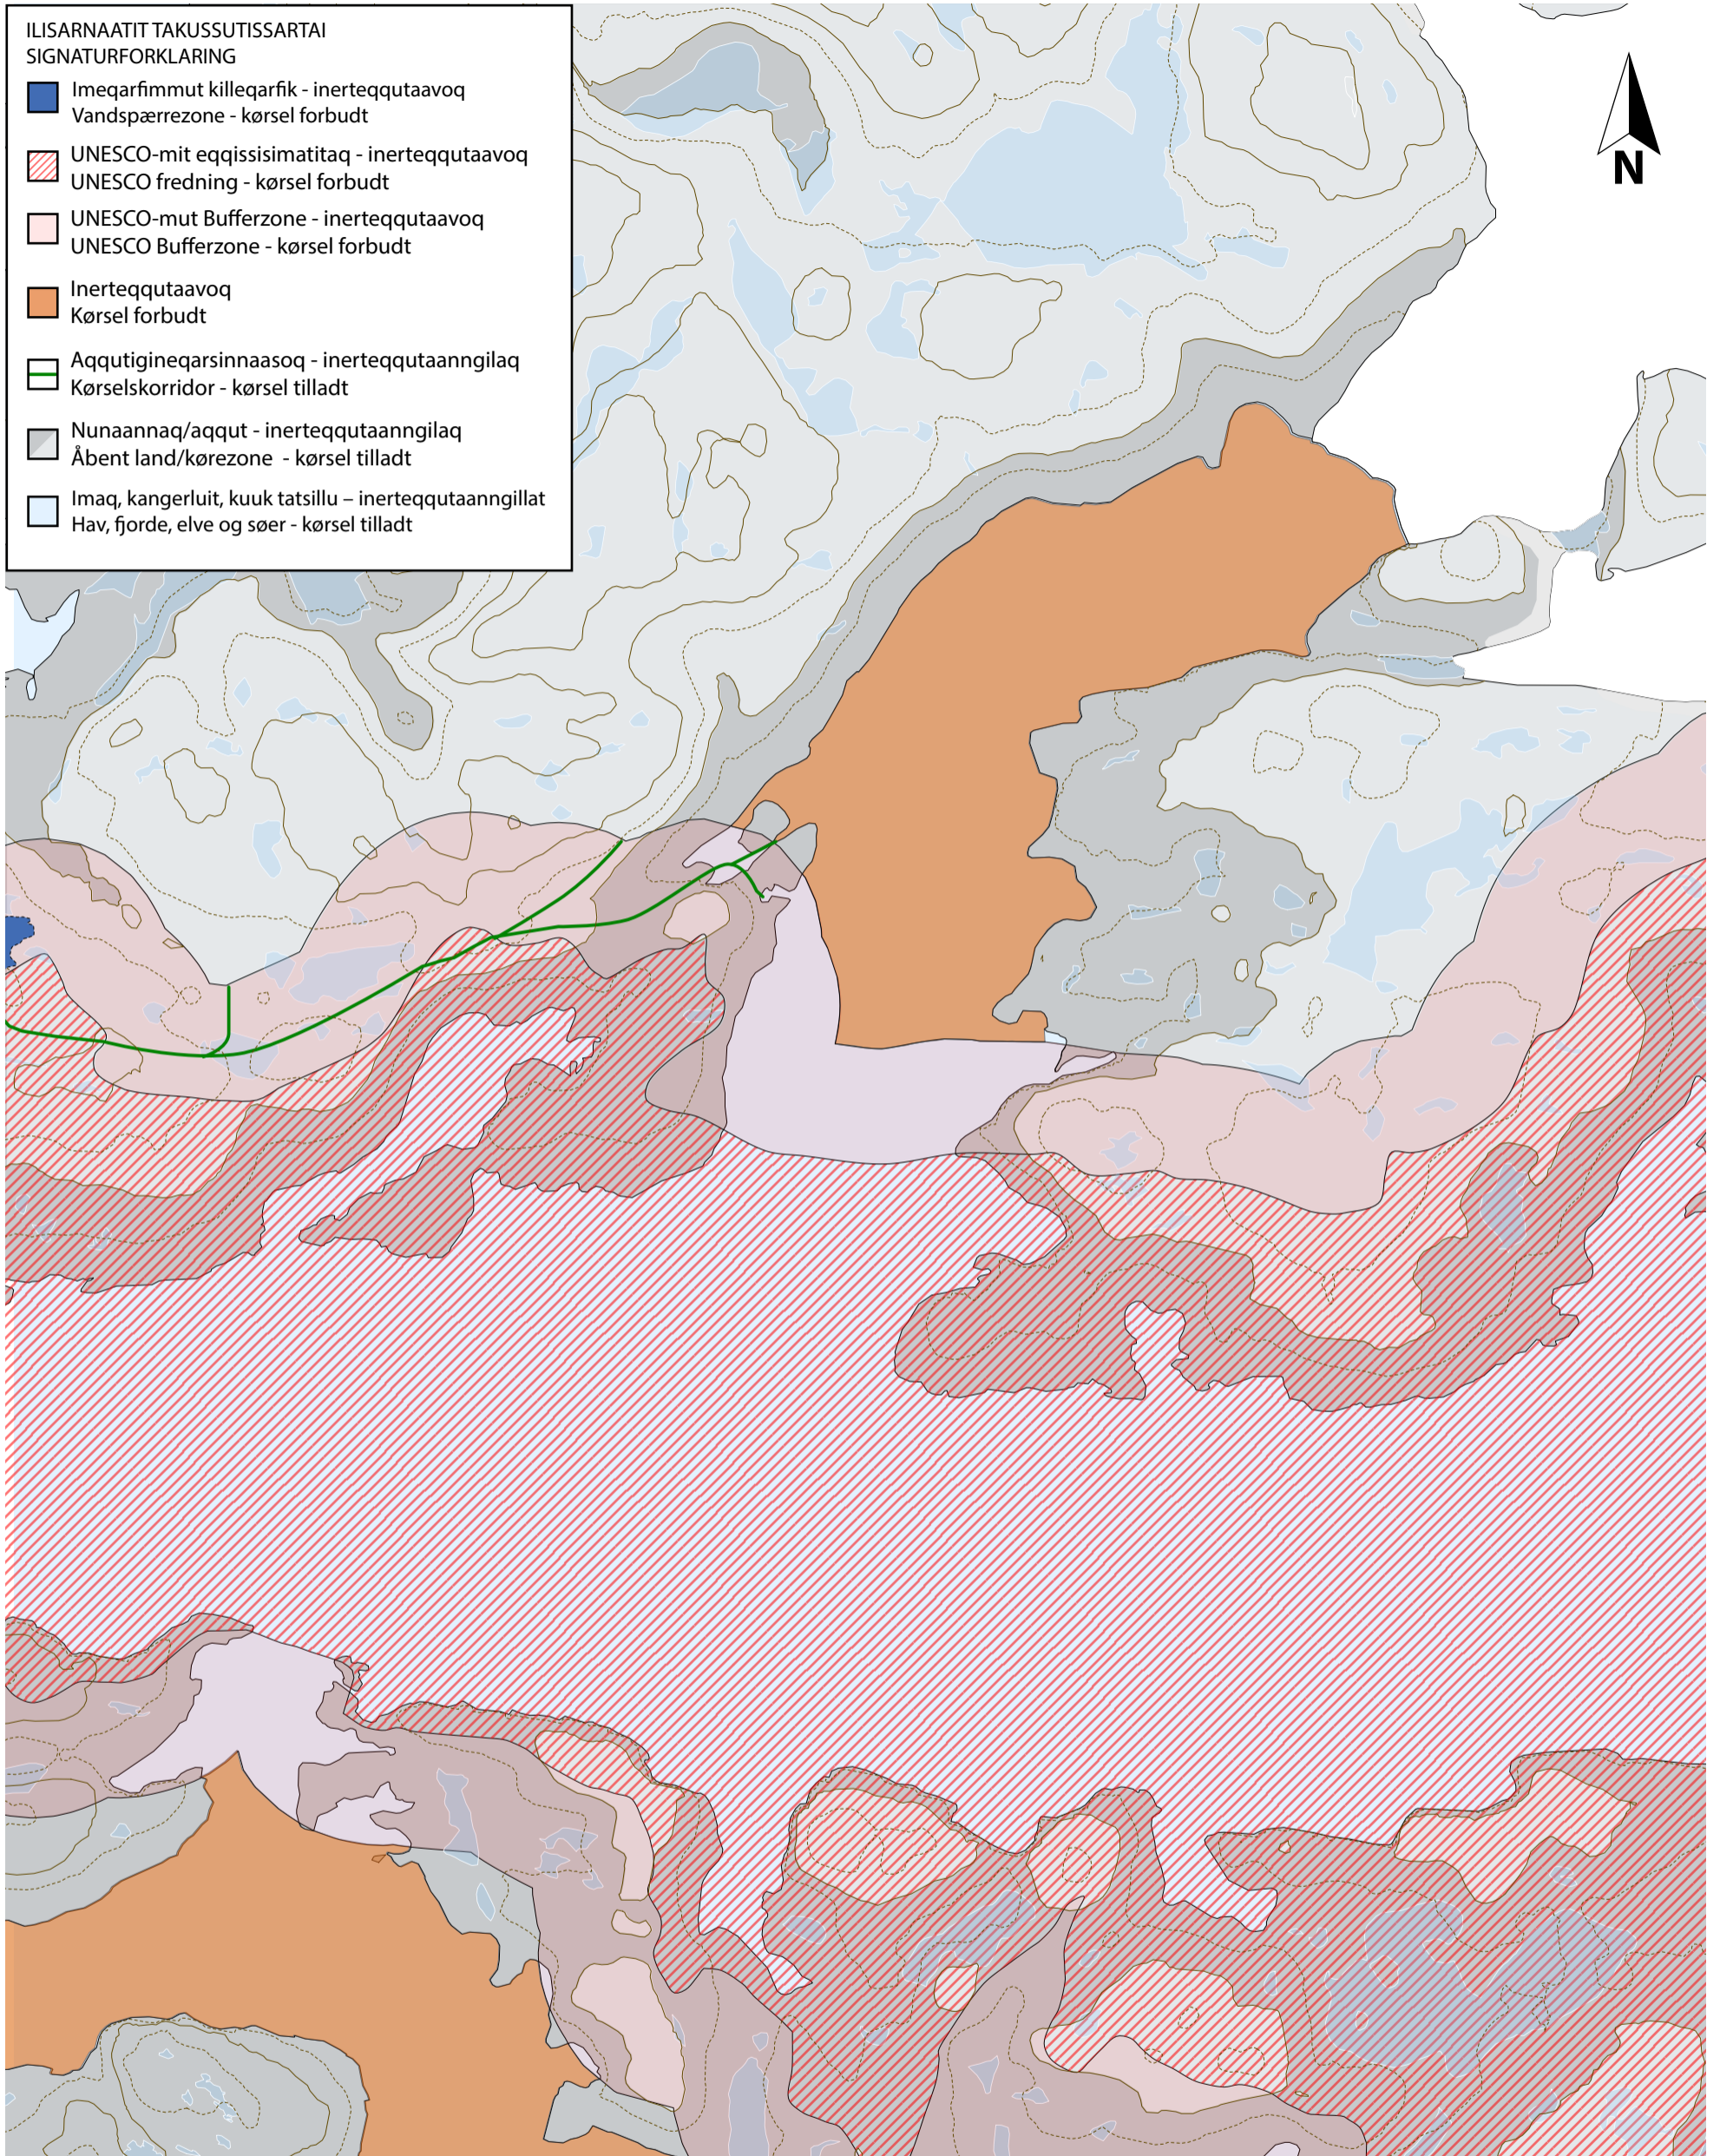 ILISARNAATIT TAKUSSUTISSARTAI
SIGNATURFORKLARING
Imeqarfimmut killeqarfik - inerteqqutaavoq
Vandspærrezone - kørsel forbudt
UNESCO-mit eqqissisimatitaq - inerteqqutaavoq
UNESCO fredning - kørsel forbudt
UNESCO-mut Bufferzone - inerteqqutaavoq
UNESCO Bufferzone - kørsel forbudt
Inerteqqutaavoq
Kørsel forbudt
Aqqutigineqarsinnaasoq - inerteqqutaanngilaq
Kørselskorridor - kørsel tilladt
Nunaannaq/aqqut - inerteqqutaanngilaq
Åbent land/kørezone - kørsel tilladt
Imaq, kangerluit, kuuk tatsillu – inerteqqutaanngillat
Hav, fjorde, elve og søer - kørsel tilladt
N